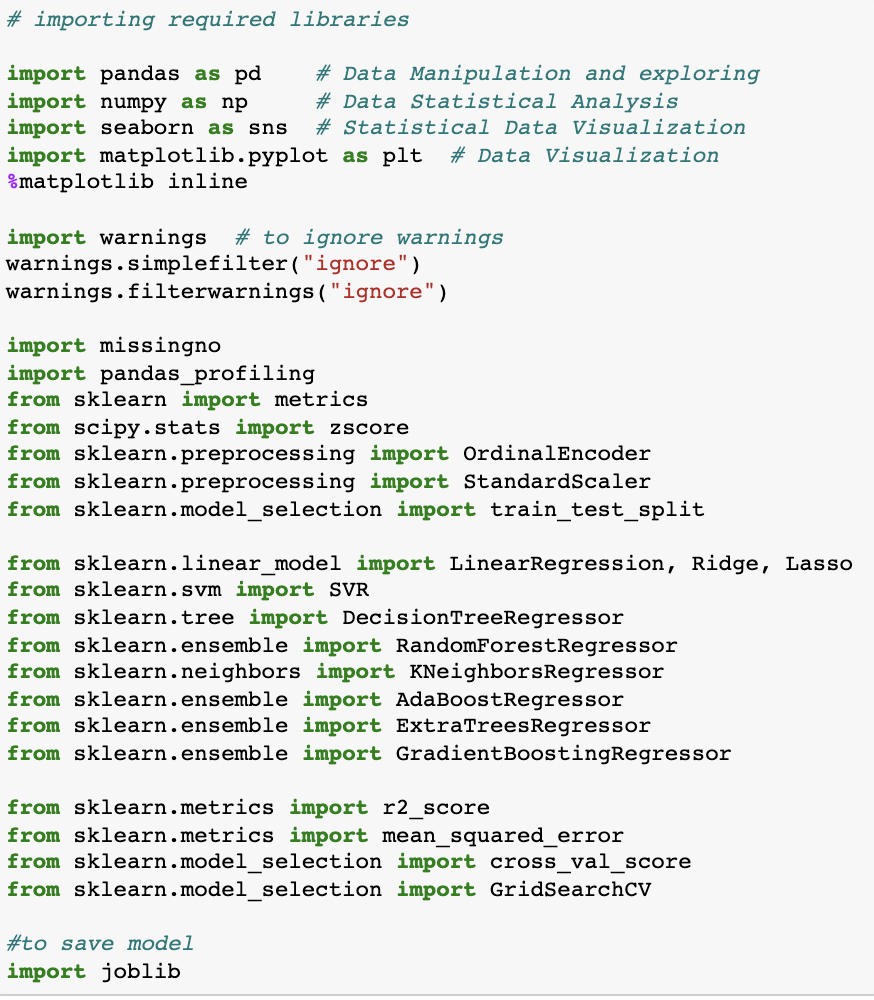 # importing required libraries
import pandas as pd    # Data Manipulation and exploring
import numpy as np     # Data Statistical Analysis
import seaborn as sns  # Statistical Data Visualization
import matplotlib.pyplot as plt  # Data Visualization
%matplotlib inline
import warnings  # to ignore warnings
warnings.simplefilter("ignore")
warnings.filterwarnings("ignore")
import missingno
import pandas_profiling
from sklearn import metrics
from scipy.stats import zscore
from sklearn.preprocessing import OrdinalEncoder
from sklearn.preprocessing import StandardScaler
from sklearn.model_selection import train_test_split
from sklearn.linear_model import LinearRegression, Ridge, Lasso
from sklearn.svm import SVR
from sklearn.tree import DecisionTreeRegressor
from sklearn.ensemble import RandomForestRegressor
from sklearn.neighbors import KNeighborsRegressor
from sklearn.ensemble import AdaBoostRegressor
from sklearn.ensemble import ExtraTreesRegressor
from sklearn.ensemble import GradientBoostingRegressor
from sklearn.metrics import r2_score
from sklearn.metrics import mean_squared_error
from sklearn.model_selection import cross_val_score
from sklearn.model_selection import GridSearchCV
#to save model
import joblib